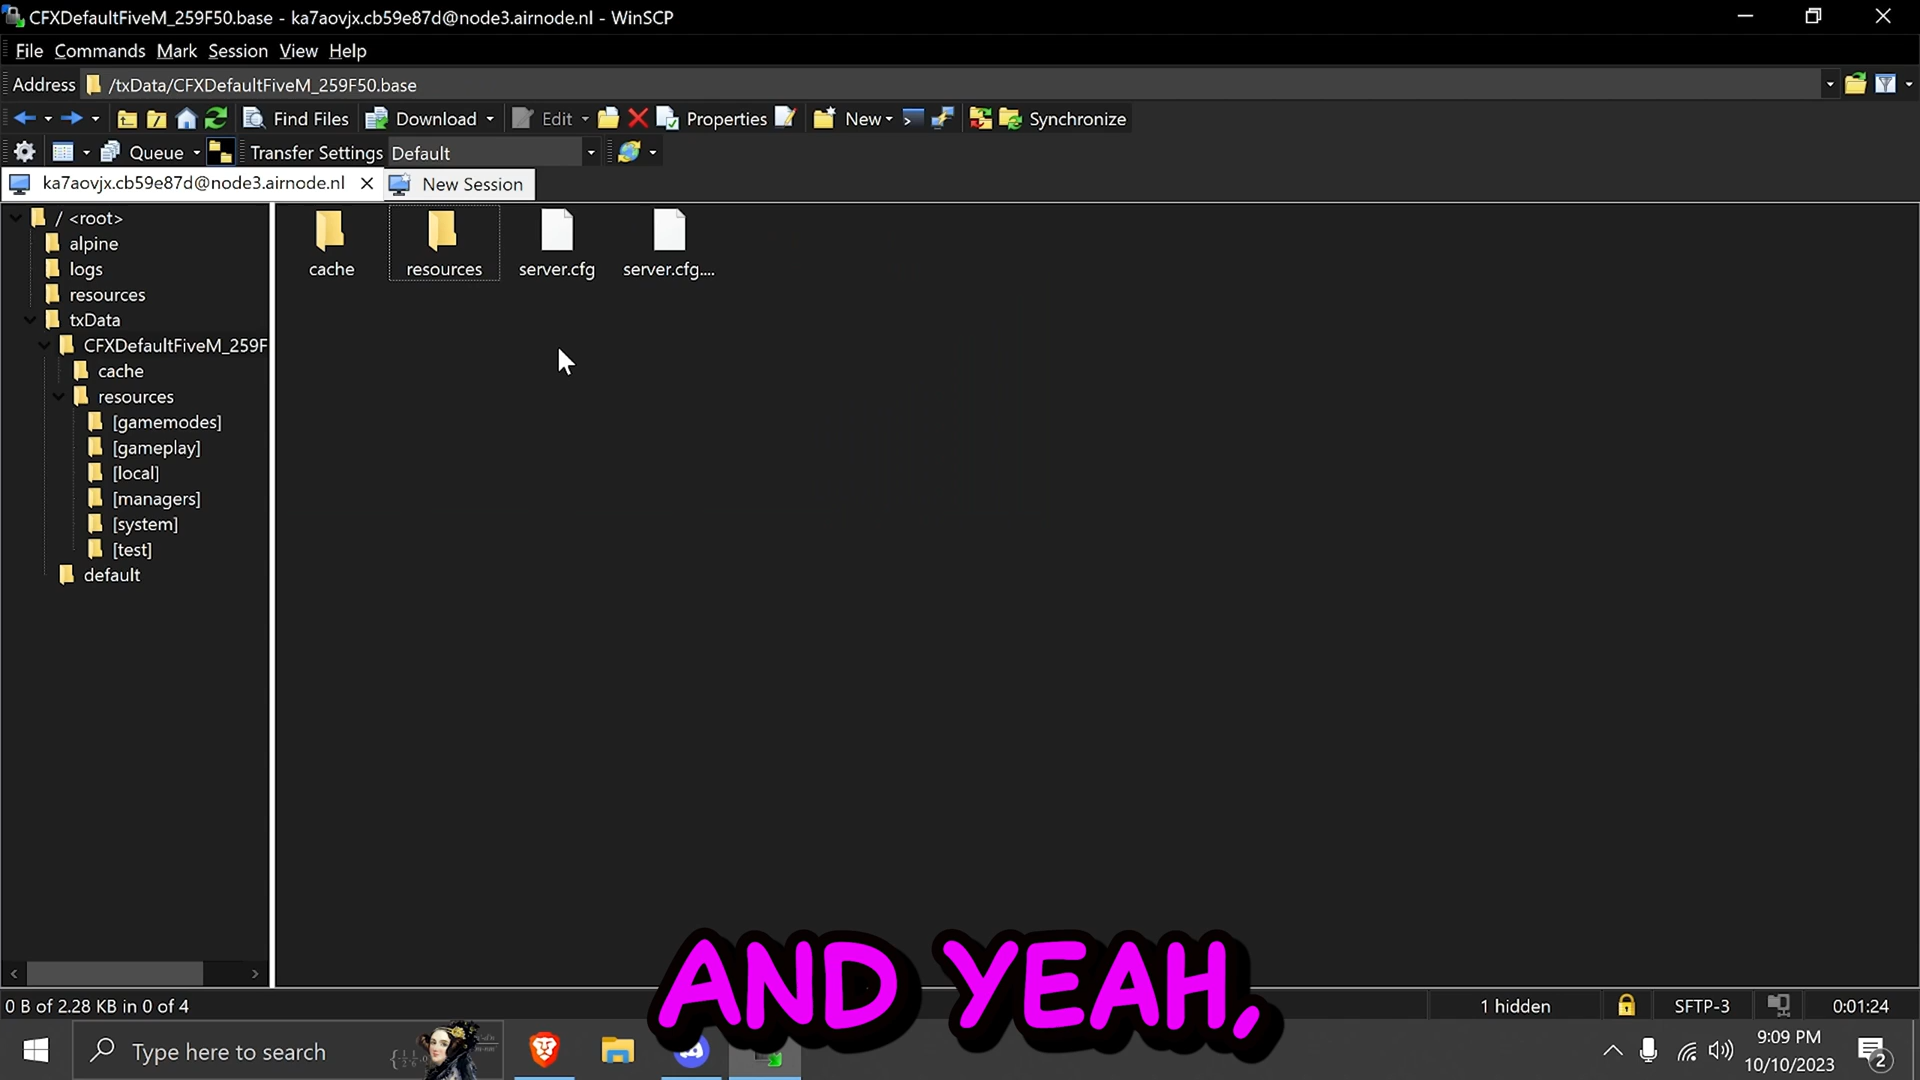 CFXDefaultFiveM_259F50.base - ka7aovjx.cb59e87d@node3.airnode.nl - WinSCP
File Commands Mark Session View Help
Address /txData/CFXDefaultFiveM_259F50.base
Find Files Download Edit Properties New Synchronize
Queue Transfer Settings Default
ka7aovjx.cb59e87d@node3.airnode.nl New Session
/ <root>
alpine
logs
resources
txData
CFXDefaultFiveM_259F
cache
resources
[gamemodes]
[gameplay]
[local]
[managers]
[system]
[test]
default
cache resources server.cfg server.cfg....
AND YEAH,
0 B of 2.28 KB in 0 of 4 1 hidden SFTP-3 0:01:24
Type here to search
9:09 PM
10/10/2023
2